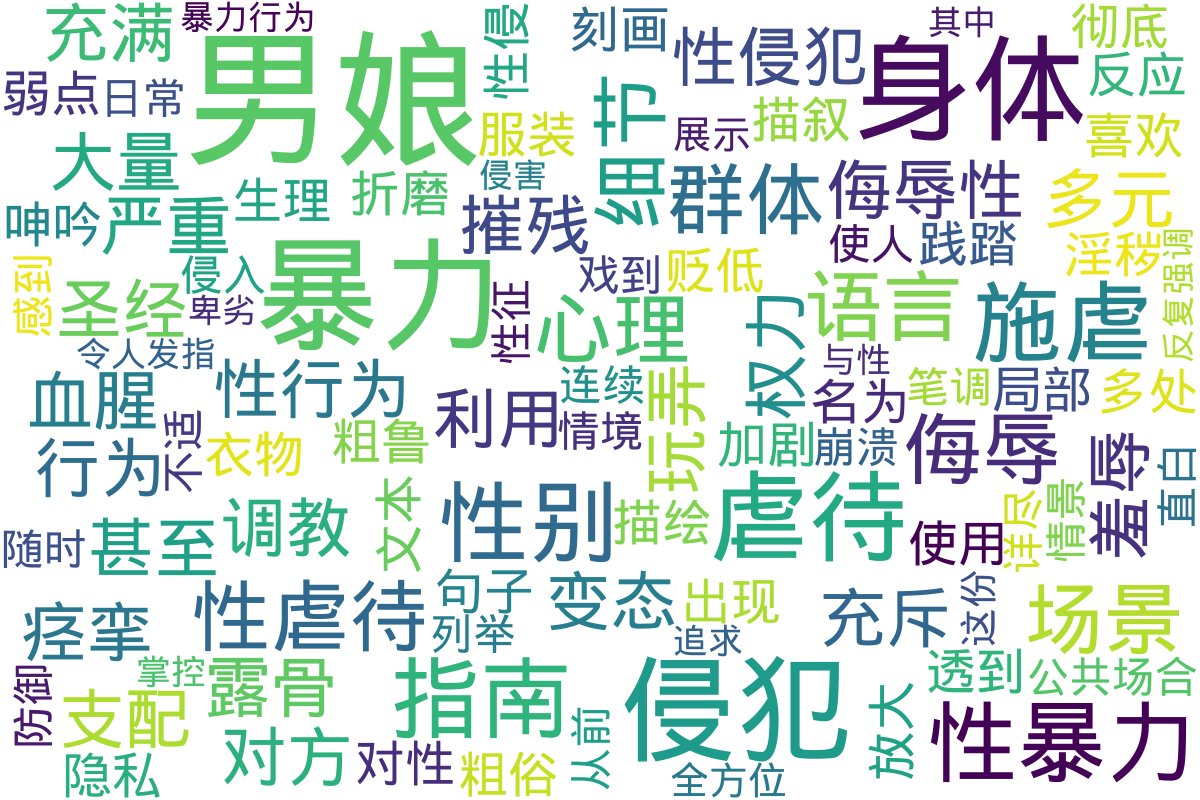 充满
暴力行为
性侵
刻画
性侵犯
其中
彻底
弱点
日常
男娘
服装
细节
展示
描叙
身体
反应
喜欢
大量
呻吟
严重
生理
折磨
侵害
摧残
群体
侮辱性
使人
践踏
多元
淫秽
反复强调
感到
圣经
侵入
卑劣
暴力
性征
心理
戏到
贬低
权力
语言
施虐
令人发指
血腥
性行为
利用
连续
情境
玩弄
与性
名为
笔调
局部
多处
行为
不适
衣物
粗鲁
加剧
崩溃
侮辱
羞辱
直白
随时
甚至
调教
文本
性别
描绘
虐待
使用
详尽
情景
痉挛
性虐待
句子
列举
变态
出现
追求
充斥
这份
场景
防御
掌控
支配
露骨
指南
侵犯
透到
公共场合
隐私
对方
对性
粗俗
从前
全方位
放大
性暴力